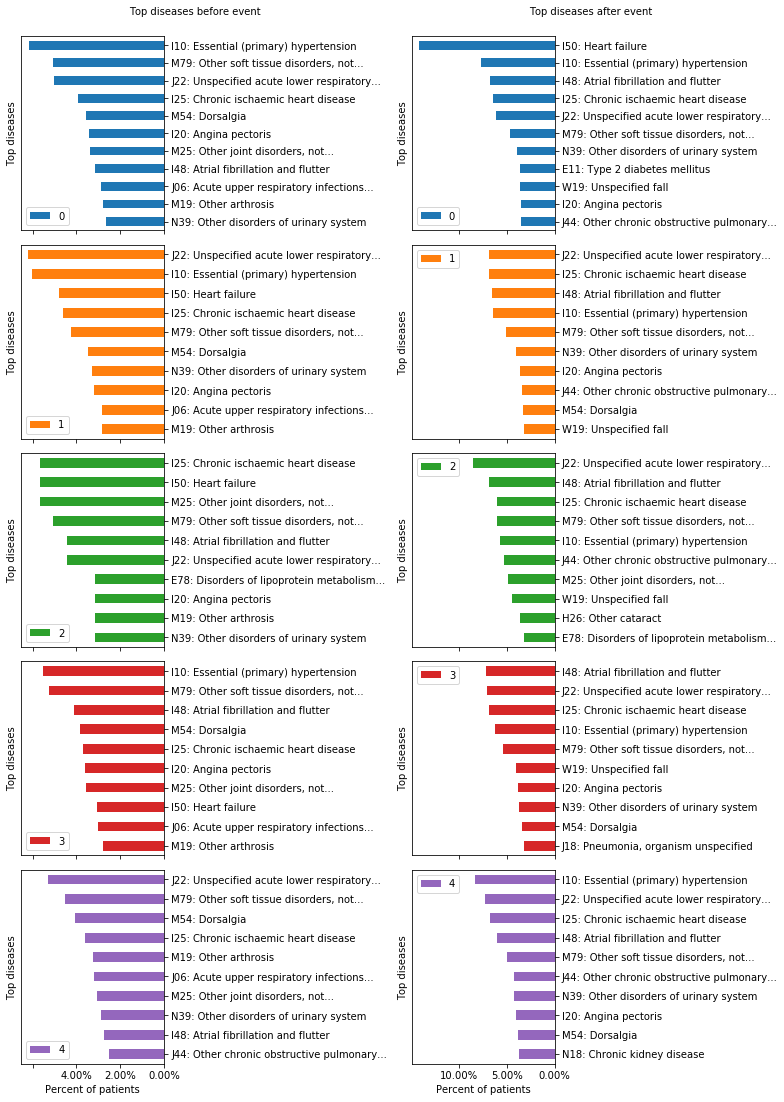 Top diseases before event
Top diseases after event
Top diseases
I10: Essential (primary) hypertension
M79: Other soft tissue disorders, not...
J22: Unspecified acute lower respiratory...
I25: Chronic ischaemic heart disease
M54: Dorsalgia
I20: Angina pectoris
M25: Other joint disorders, not...
I48: Atrial fibrillation and flutter
J06: Acute upper respiratory infections...
M19: Other arthrosis
N39: Other disorders of urinary system
0
Top diseases
I50: Heart failure
I10: Essential (primary) hypertension
I48: Atrial fibrillation and flutter
I25: Chronic ischaemic heart disease
J22: Unspecified acute lower respiratory...
M79: Other soft tissue disorders, not...
N39: Other disorders of urinary system
E11: Type 2 diabetes mellitus
W19: Unspecified fall
I20: Angina pectoris
J44: Other chronic obstructive pulmonary...
0
Top diseases
J22: Unspecified acute lower respiratory...
I10: Essential (primary) hypertension
I50: Heart failure
I25: Chronic ischaemic heart disease
M79: Other soft tissue disorders, not...
M54: Dorsalgia
N39: Other disorders of urinary system
I20: Angina pectoris
J06: Acute upper respiratory infections...
M19: Other arthrosis
1
Top diseases
1
J22: Unspecified acute lower respiratory...
I25: Chronic ischaemic heart disease
I48: Atrial fibrillation and flutter
I10: Essential (primary) hypertension
M79: Other soft tissue disorders, not...
N39: Other disorders of urinary system
I20: Angina pectoris
J44: Other chronic obstructive pulmonary...
M54: Dorsalgia
W19: Unspecified fall
Top diseases
I25: Chronic ischaemic heart disease
I50: Heart failure
M25: Other joint disorders, not...
M79: Other soft tissue disorders, not...
I48: Atrial fibrillation and flutter
J22: Unspecified acute lower respiratory...
E78: Disorders of lipoprotein metabolism...
I20: Angina pectoris
M19: Other arthrosis
N39: Other disorders of urinary system
2
Top diseases
2
J22: Unspecified acute lower respiratory...
I48: Atrial fibrillation and flutter
I25: Chronic ischaemic heart disease
M79: Other soft tissue disorders, not...
I10: Essential (primary) hypertension
J44: Other chronic obstructive pulmonary...
M25: Other joint disorders, not...
W19: Unspecified fall
H26: Other cataract
E78: Disorders of lipoprotein metabolism...
Top diseases
I10: Essential (primary) hypertension
M79: Other soft tissue disorders, not...
I48: Atrial fibrillation and flutter
M54: Dorsalgia
I25: Chronic ischaemic heart disease
I20: Angina pectoris
M25: Other joint disorders, not...
I50: Heart failure
J06: Acute upper respiratory infections...
M19: Other arthrosis
3
Top diseases
3
I48: Atrial fibrillation and flutter
J22: Unspecified acute lower respiratory...
I25: Chronic ischaemic heart disease
I10: Essential (primary) hypertension
M79: Other soft tissue disorders, not...
W19: Unspecified fall
I20: Angina pectoris
N39: Other disorders of urinary system
M54: Dorsalgia
J18: Pneumonia, organism unspecified
Top diseases
J22: Unspecified acute lower respiratory...
M79: Other soft tissue disorders, not...
M54: Dorsalgia
I25: Chronic ischaemic heart disease
M19: Other arthrosis
J06: Acute upper respiratory infections...
M25: Other joint disorders, not...
N39: Other disorders of urinary system
I48: Atrial fibrillation and flutter
J44: Other chronic obstructive pulmonary...
4
4.00% 2.00% 0.00%
Percent of patients
Top diseases
4
I10: Essential (primary) hypertension
J22: Unspecified acute lower respiratory...
I25: Chronic ischaemic heart disease
I48: Atrial fibrillation and flutter
M79: Other soft tissue disorders, not...
J44: Other chronic obstructive pulmonary...
N39: Other disorders of urinary system
I20: Angina pectoris
M54: Dorsalgia
N18: Chronic kidney disease
10.00% 5.00% 0.00%
Percent of patients